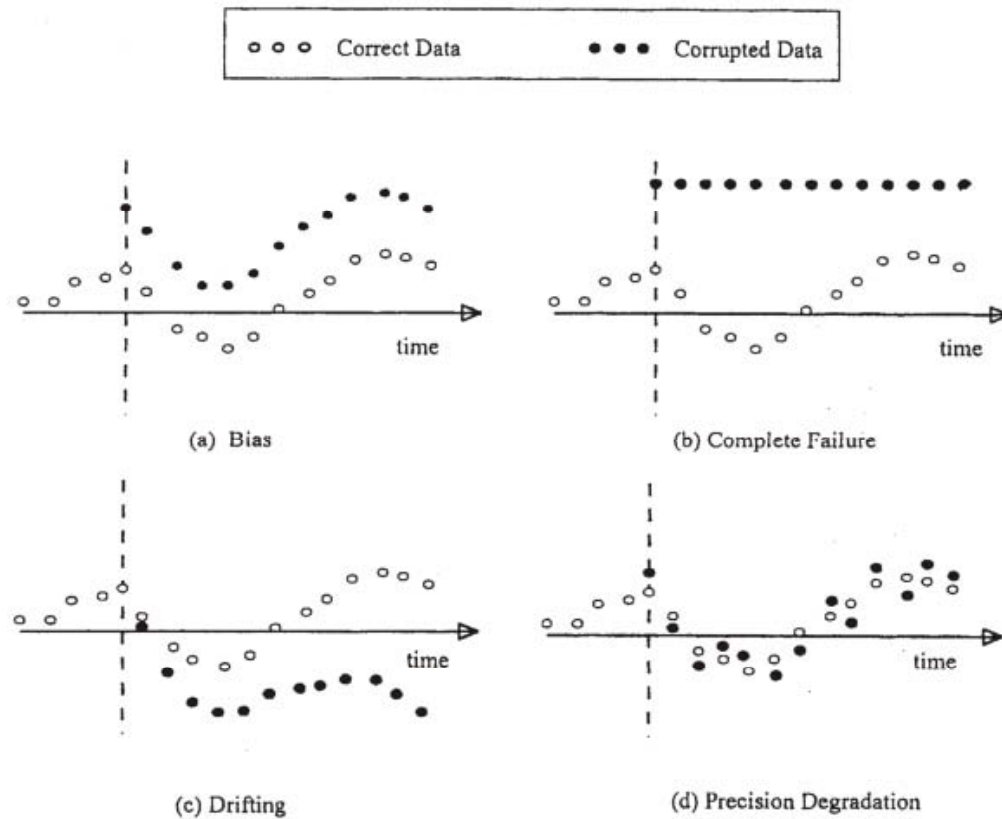 Correct Data
Corrupted Data
time
time
(a) Bias
(b) Complete Failure
time
time
(c) Drifting
(d) Precision Degradation